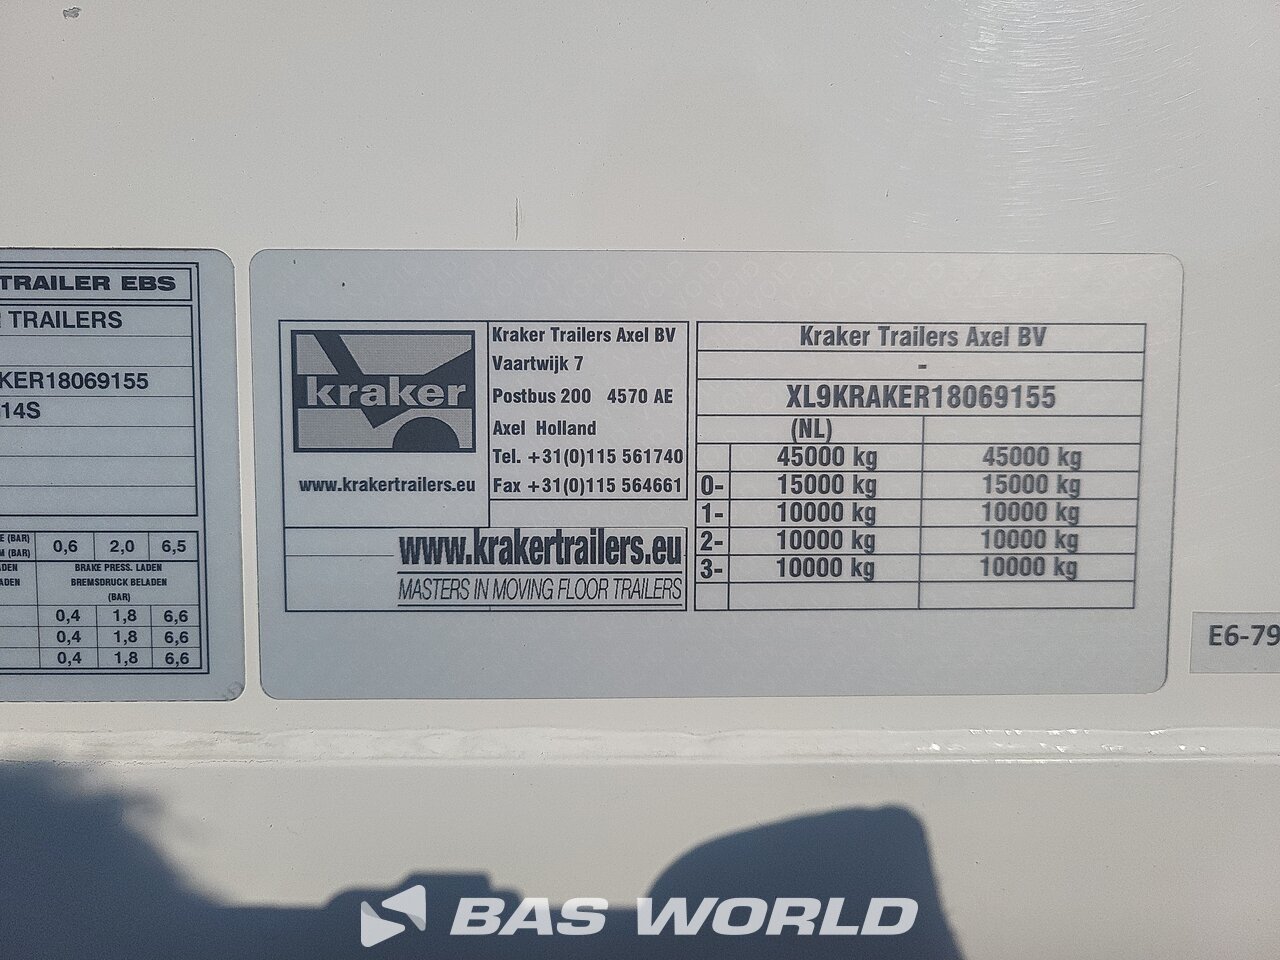 TRAILER EBS
TRAILERS
KER18069155
14S
(BAR) 0,6 2,0 6,5
(BAR)
BRAKE PRESS. LADEN
BREMSDRUCK BELADEN
(BAR)
0,4 1,8 6,6
0,4 1,8 6,6
0,4 1,8 6,6
kraker
www.krakertrailers.eu
Kraker Trailers Axel BV
Vaartwijk 7
Postbus 200 4570 AE
Axel Holland
Tel. +31(0)115 561740
Fax +31(0)115 564661
www.krakertrailers.eu
MASTERS IN MOVING FLOOR TRAILERS
Kraker Trailers Axel BV
-
XL9KRAKER18069155
(NL)
45000 kg 45000 kg
0- 15000 kg 15000 kg
1- 10000 kg 10000 kg
2- 10000 kg 10000 kg
3- 10000 kg 10000 kg
E6-79
BAS WORLD